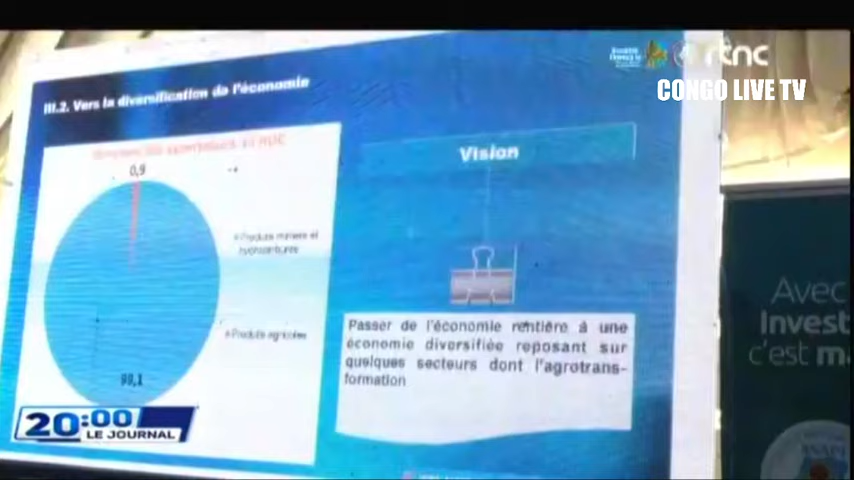 rtnc
CONGO LIVE TV
III.2. Vers la diversification de l'économie
0,9
Produits miniers et
hydrocarbures
Produits agricoles
99,1
Vision
Passer de l'économie rentière à une
économie diversifiée reposant sur
quelques secteurs dont l'agrotrans-
formation
Avec
Invest
c'est m
20:00
LE JOURNAL